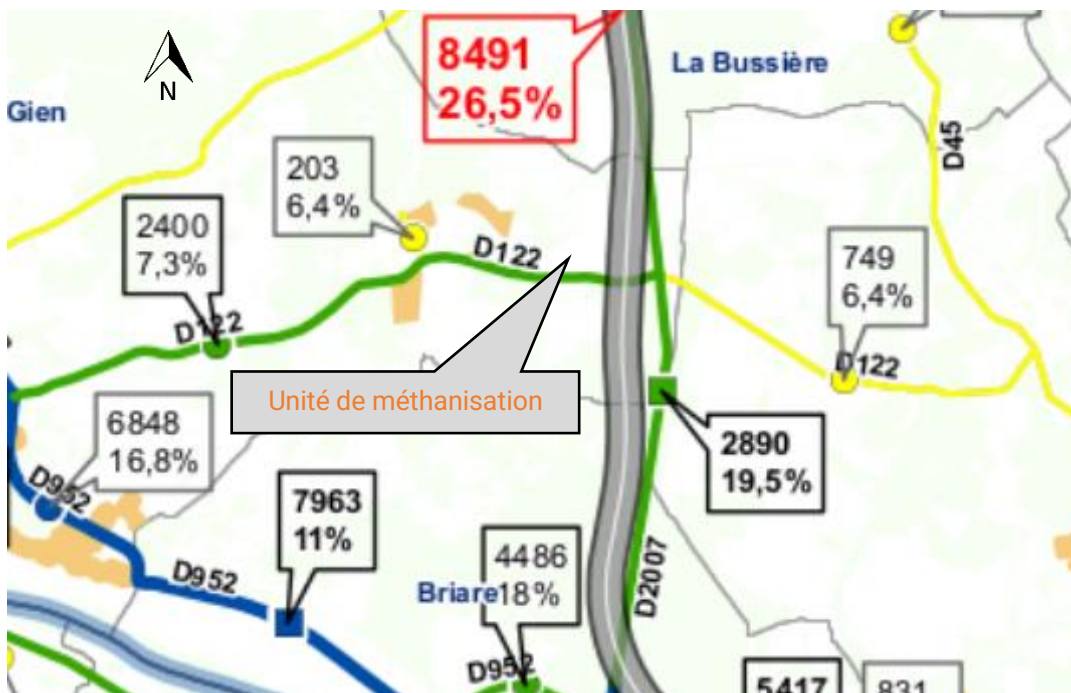 8491
26,5%
La Bussière
N
Gien
D45
203
6,4%
2400
7,3%
D122
749
6,4%
D122
D122
Unité de méthanisation
6848
16,8%
2890
19,5%
D952
7963
11%
4486
18%
D952
Briare
D2007
D952
5417
831